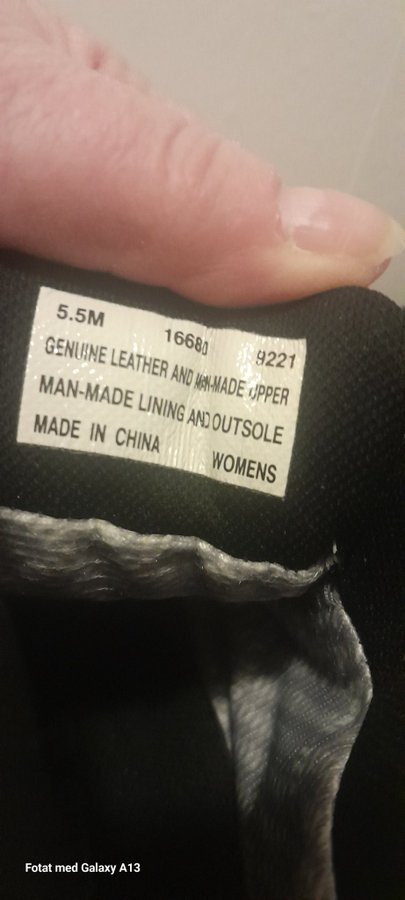 5.5M 1668D 9221
GENUINE LEATHER AND MAN-MADE UPPER
MAN-MADE LINING AND OUTSOLE
MADE IN CHINA WOMENS
Fotat med Galaxy A13